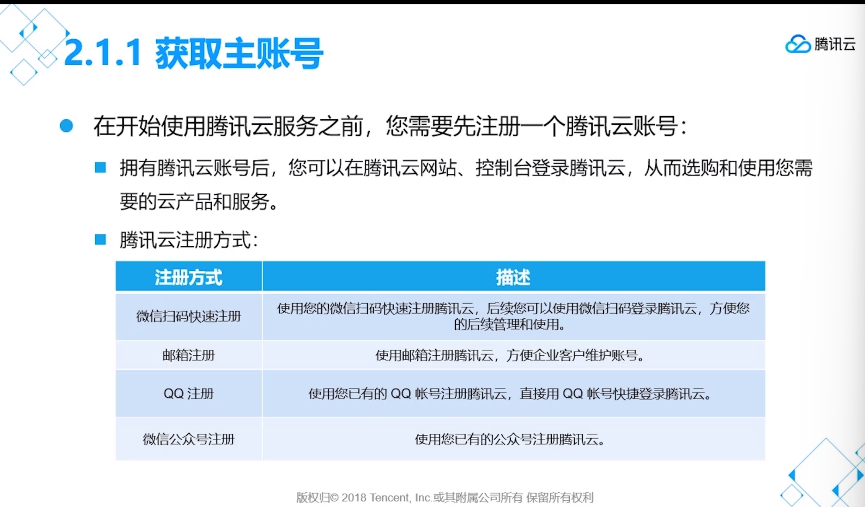 2.1.1 获取主账号
腾讯云
在开始使用腾讯云服务之前，您需要先注册一个腾讯云账号：
拥有腾讯云账号后，您可以在腾讯云网站、控制台登录腾讯云，从而选购和使用您需
要的云产品和服务。
腾讯云注册方式：
注册方式 描述
微信扫码快速注册 使用您的微信扫码快速注册腾讯云，后续您可以使用微信扫码登录腾讯云，方便您
的后续管理和使用。
邮箱注册 使用邮箱注册腾讯云，方便企业客户维护账号。
QQ 注册 使用您已有的 QQ 帐号注册腾讯云，直接用 QQ 帐号快捷登录腾讯云。
微信公众号注册 使用您已有的公众号注册腾讯云。
版权归© 2018 Tencent, Inc.或其附属公司所有 保留所有权利